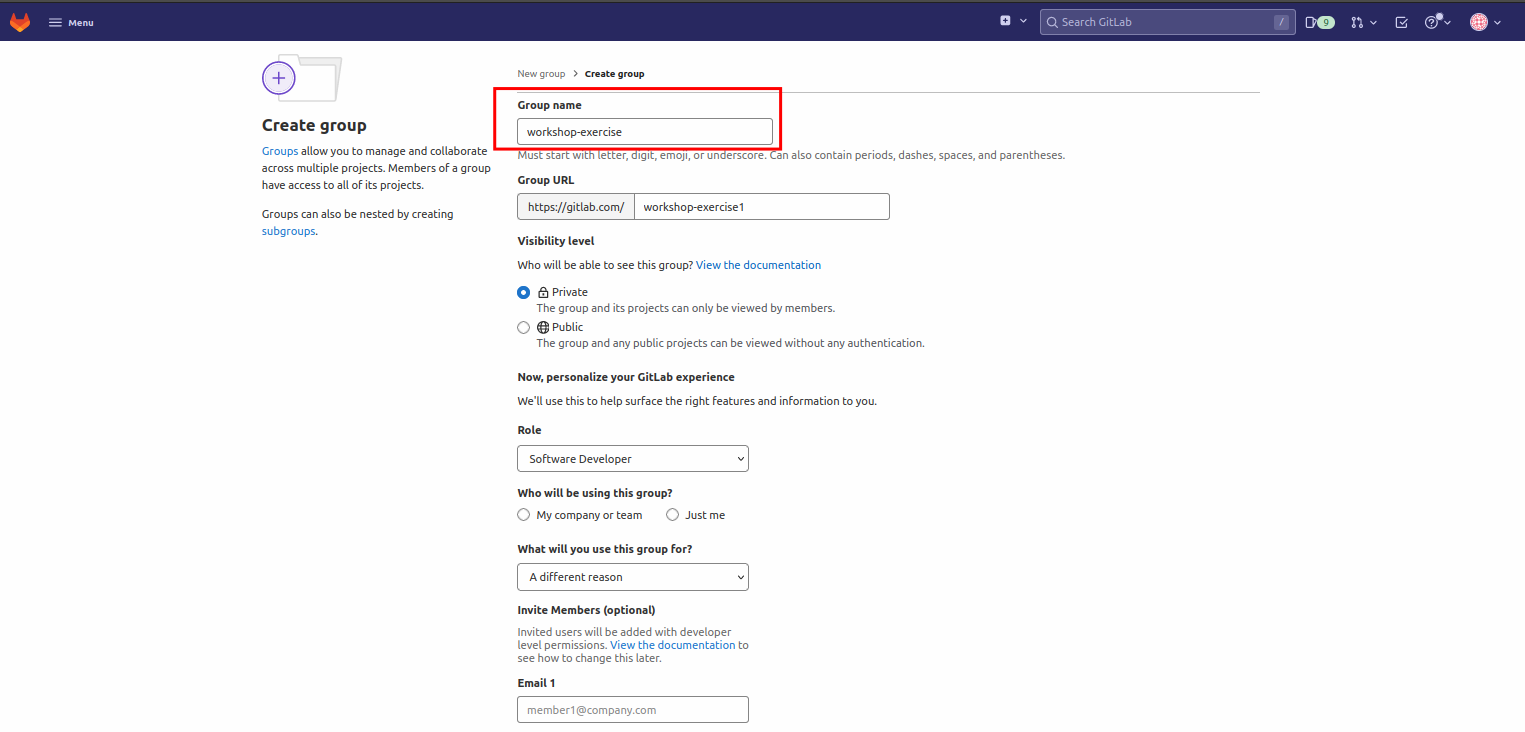 Menu
Search GitLab
/
9
New group > Create group
Create group
Groups allow you to manage and collaborate
across multiple projects. Members of a group
have access to all of its projects.
Groups can also be nested by creating
subgroups.
Group name
workshop-exercise
Must start with letter, digit, emoji, or underscore. Can also contain periods, dashes, spaces, and parentheses.
Group URL
https://gitlab.com/ workshop-exercise1
Visibility level
Who will be able to see this group? View the documentation
Private
The group and its projects can only be viewed by members.
Public
The group and any public projects can be viewed without any authentication.
Now, personalize your GitLab experience
We'll use this to help surface the right features and information to you.
Role
Software Developer
Who will be using this group?
My company or team Just me
What will you use this group for?
A different reason
Invite Members (optional)
Invited users will be added with developer
level permissions. View the documentation to
see how to change this later.
Email 1
member1@company.com